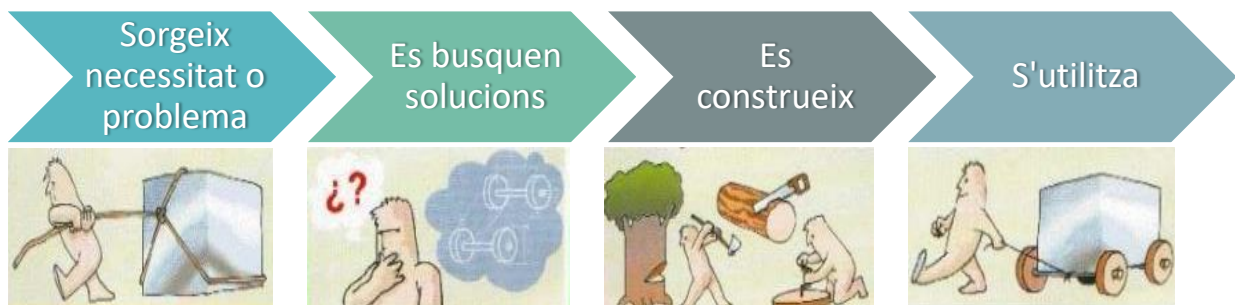 Sorgeix
necessitat o
problema
Es busquen
solucions
Es
construeix
S'utilitza
¿?